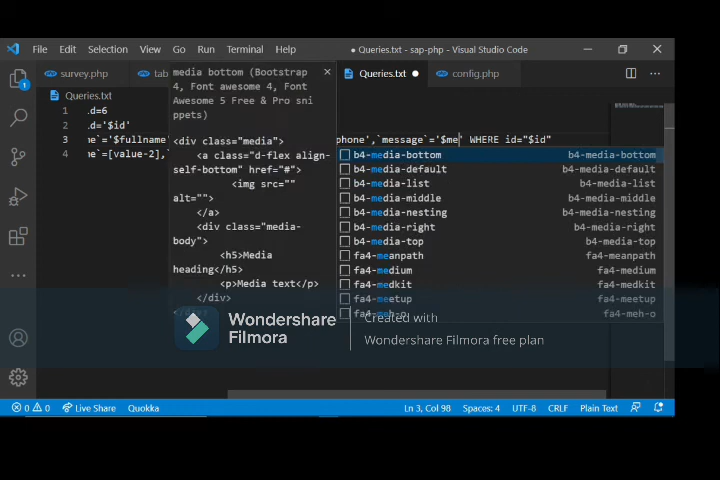 File Edit Selection View Go Run Terminal Help
● Queries.txt - sap-php - Visual Studio Code
survey.php
tab
Queries.txt ●
config.php
Queries.txt
1 id=6
2 id='$id'
3 me`='$fullname
phone',`message`='$me' WHERE id="$id"
4 me`=[value-2],`
media bottom (Bootstrap
4, Font awesome 4, Font
Awesome 5 Free & Pro sni
ppets)
<div class="media">
<a class="d-flex align-
self-bottom" href="#">
<img src=""
alt="">
</a>
<div class="media-
body">
<h5>Media
heading</h5>
<p>Media text</p>
</div>
b4-media-bottom b4-media-bottom
b4-media-default b4-media-default
b4-media-list b4-media-list
b4-media-middle b4-media-middle
b4-media-nesting b4-media-nesting
b4-media-right b4-media-right
b4-media-top b4-media-top
fa4-meanpath fa4-meanpath
fa4-medium fa4-medium
fa4-medkit fa4-medkit
fa4-meetup fa4-meetup
fa4-meh-o fa4-meh-o
Wondershare
Filmora
Created with
Wondershare Filmora free plan
1
0 0 Live Share Quokka
Ln 3, Col 98 Spaces: 4 UTF-8 CRLF Plain Text